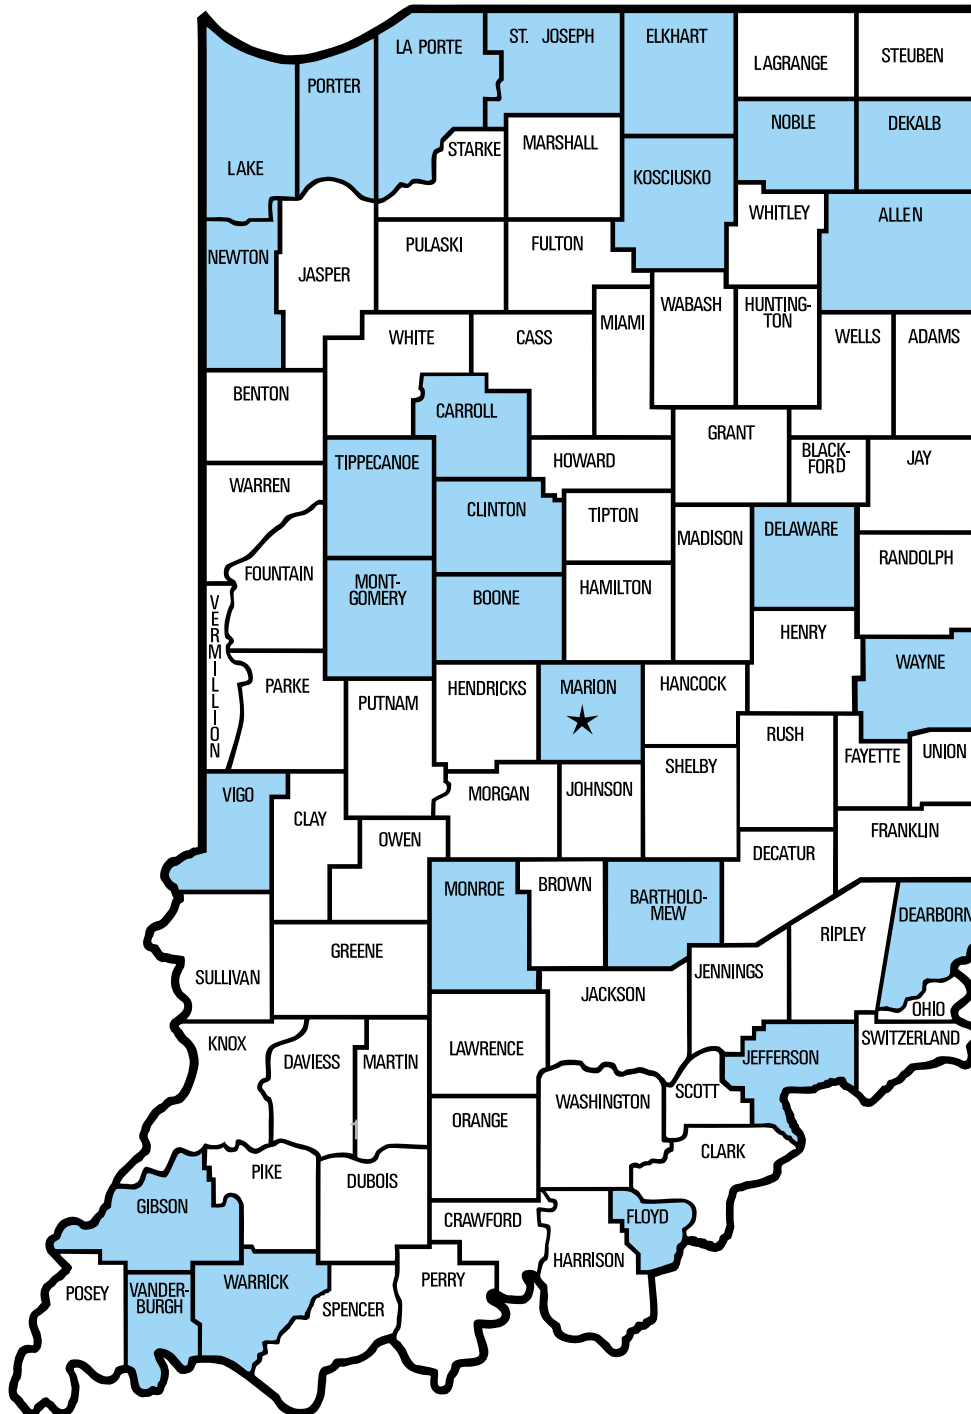 ST. JOSEPH
ELKHART
LA PORTE
LAGRANGE
STEUBEN
PORTER
NOBLE
DEKALB
LAKE
STARKE
MARSHALL
KOSCIUSKO
WHITLEY
ALLEN
NEWTON
JASPER
PULASKI
FULTON
WABASH
HUNTING-
TON
MIAMI
WHITE
CASS
WELLS
ADAMS
BENTON
CARROLL
GRANT
TIPPECANOE
HOWARD
BLACK-
FORD
JAY
WARREN
CLINTON
TIPTON
MADISON
DELAWARE
RANDOLPH
FOUNTAIN
MONT-
GOMERY
BOONE
HAMILTON
HENRY
VERMILLION
PARKE
PUTNAM
HENDRICKS
MARION
HANCOCK
WAYNE
RUSH
FAYETTE
UNION
VIGO
CLAY
MORGAN
JOHNSON
SHELBY
OWEN
DECATUR
FRANKLIN
MONROE
BROWN
BARTHOLO-
MEW
DEARBORN
RIPLEY
GREENE
SULLIVAN
JACKSON
JENNINGS
OHIO
KNOX
DAVIESS
MARTIN
LAWRENCE
JEFFERSON
SWITZERLAND
WASHINGTON
SCOTT
ORANGE
CLARK
PIKE
DUBOIS
GIBSON
CRAWFORD
FLOYD
HARRISON
POSEY
VANDER-
BURGH
WARRICK
SPENCER
PERRY